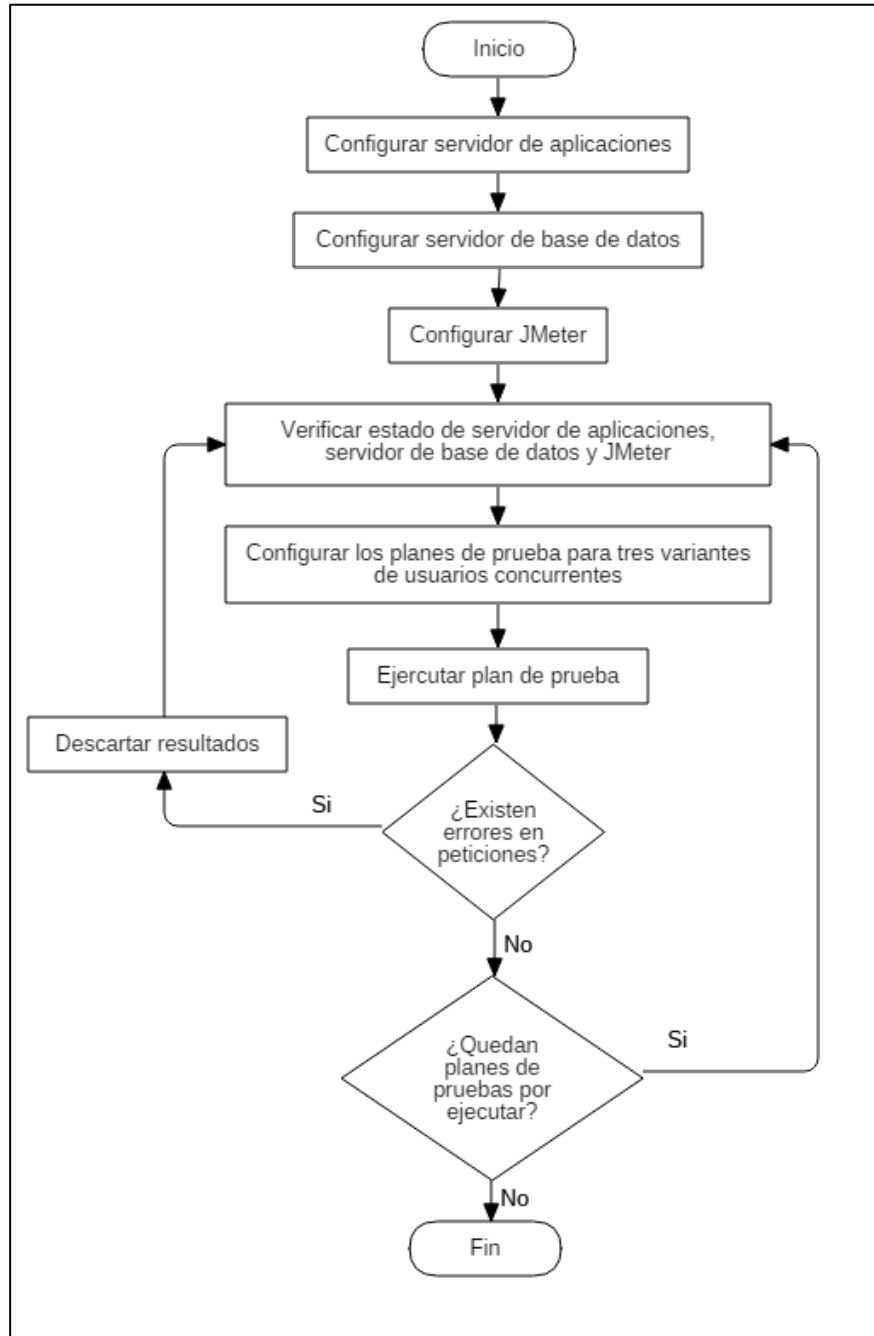 Inicio
Configurar servidor de aplicaciones
Configurar servidor de base de datos
Configurar JMeter
Verificar estado de servidor de aplicaciones,
servidor de base de datos y JMeter
Configurar los planes de prueba para tres variantes
de usuarios concurrentes
Ejercutar plan de prueba
Descartar resultados
Si
¿Existen
errores en
peticiones?
No
¿Quedan
planes de
pruebas por
ejecutar?
Si
No
Fin